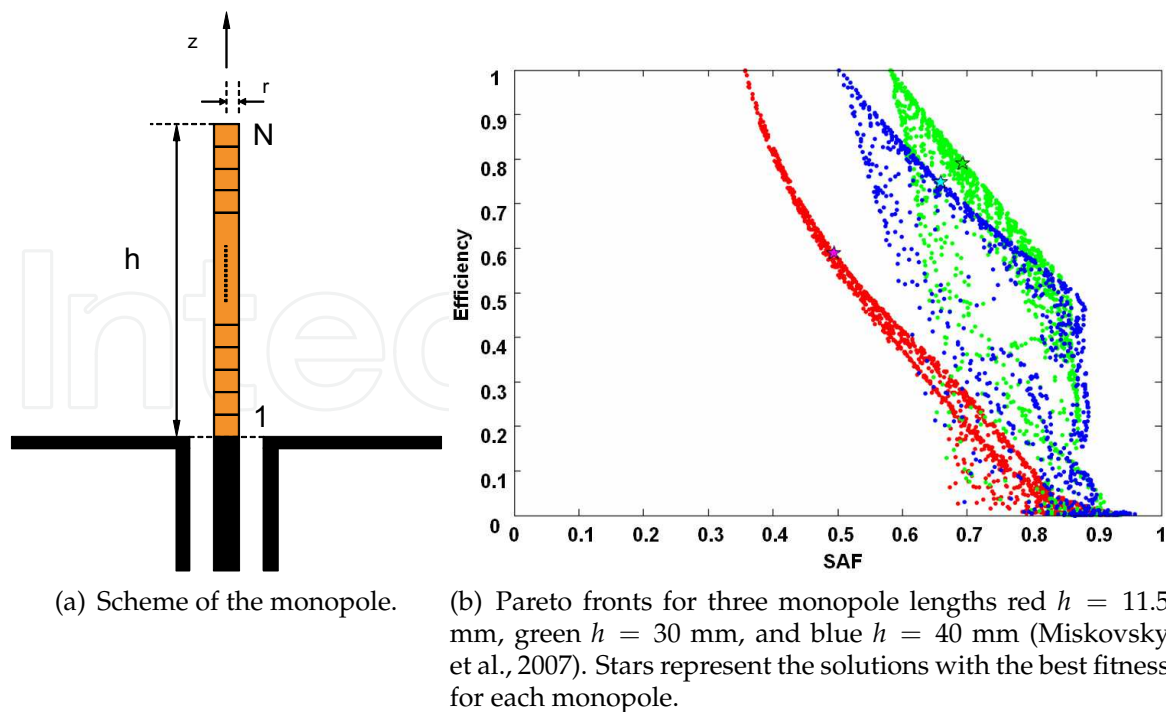 z
r
N
h
1
Intec
1
0.9
0.8
0.7
0.6
0.5
0.4
0.3
0.2
0.1
0
Efficiency
0 0.1 0.2 0.3 0.4 0.5 0.6 0.7 0.8 0.9 1
SAF
(a) Scheme of the monopole.
(b) Pareto fronts for three monopole lengths red h = 11.5
mm, green h = 30 mm, and blue h = 40 mm (Miskovsky
et al., 2007). Stars represent the solutions with the best fitness
for each monopole.